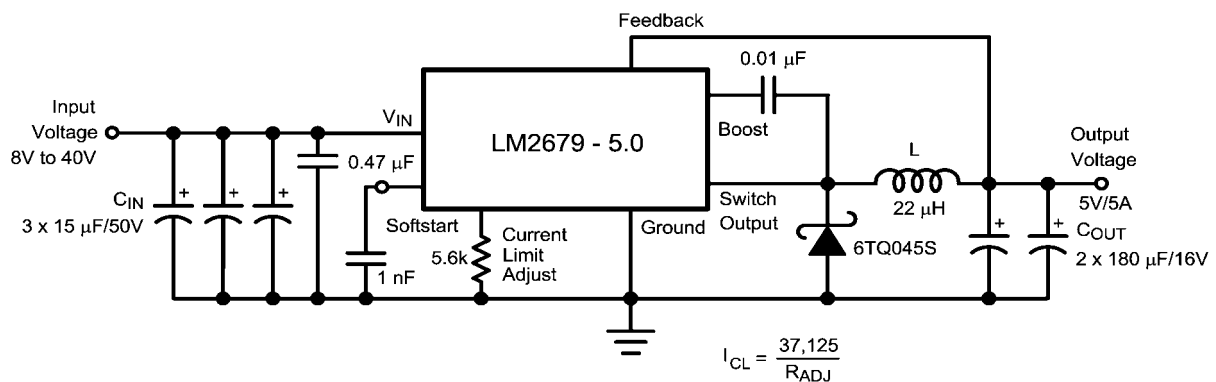 Feedback
0.01 µF
Input
Voltage
8V to 40V
V_IN
LM2679 - 5.0
Boost
0.47 µF
C_IN
3 x 15 µF/50V
+
+
+
Softstart
1 nF
5.6k
Current
Limit
Adjust
Ground
Switch
Output
L
22 µH
6TQ045S
Output
Voltage
5V/5A
+
+
C_OUT
2 x 180 µF/16V
I_CL = 37,125 / R_ADJ